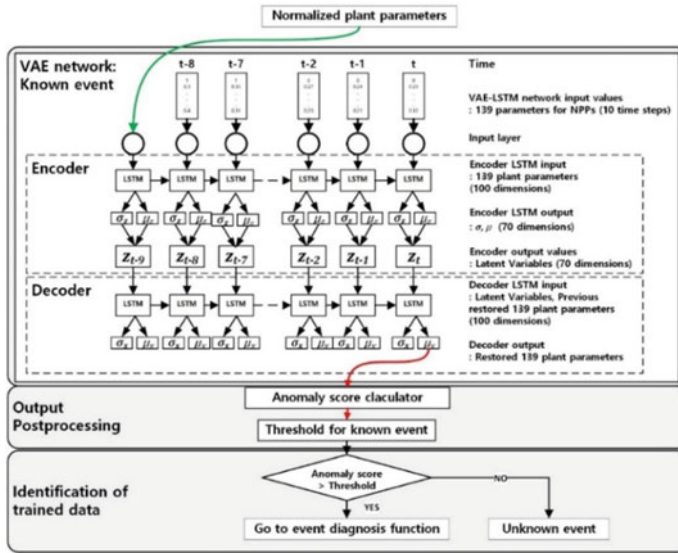 Normalized plant parameters
VAE network:
Known event
t-8 t-7 t-2 t-1 t
Time
VAE-LSTM network input values
: 139 parameters for NPPs (10 time steps)
Input layer
Encoder
Encoder LSTM input
: 139 plant parameters
(100 dimensions)
LSTM LSTM LSTM LSTM LSTM LSTM
Encoder LSTM output
: σ, μ (70 dimensions)
Encoder output values
: Latent Variables (70 dimensions)
Zt-9 Zt-8 Zt-7 Zt-2 Zt-1 Zt
Decoder
Decoder LSTM input
: Latent Variables, Previous
restored 139 plant parameters
(100 dimensions)
LSTM LSTM LSTM LSTM LSTM LSTM
Decoder output
: Restored 139 plant parameters
Output
Postprocessing
Anomaly score claculator
Threshold for known event
Identification of
trained data
Anomaly score
> Threshold
NO
YES
Go to event diagnosis function
Unknown event